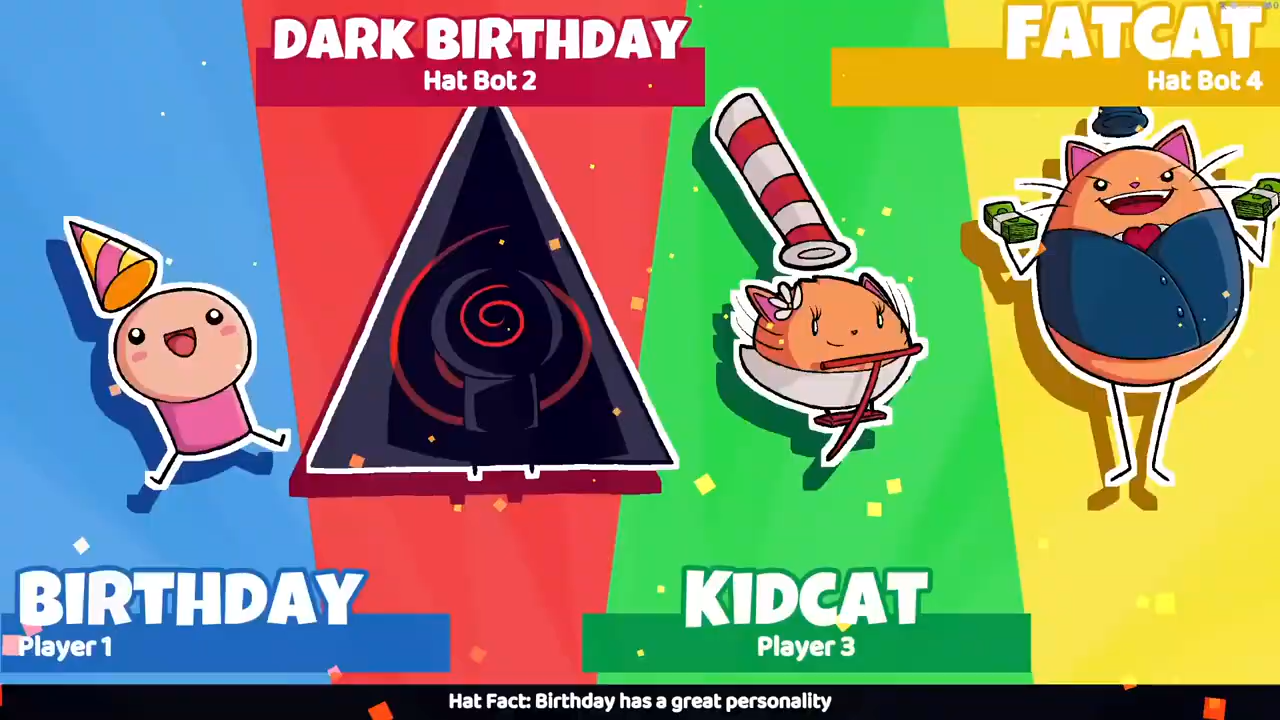 DARK BIRTHDAY
Hat Bot 2
FATCAT
Hat Bot 4
BIRTHDAY
Player 1
KIDCAT
Player 3
Hat Fact: Birthday has a great personality